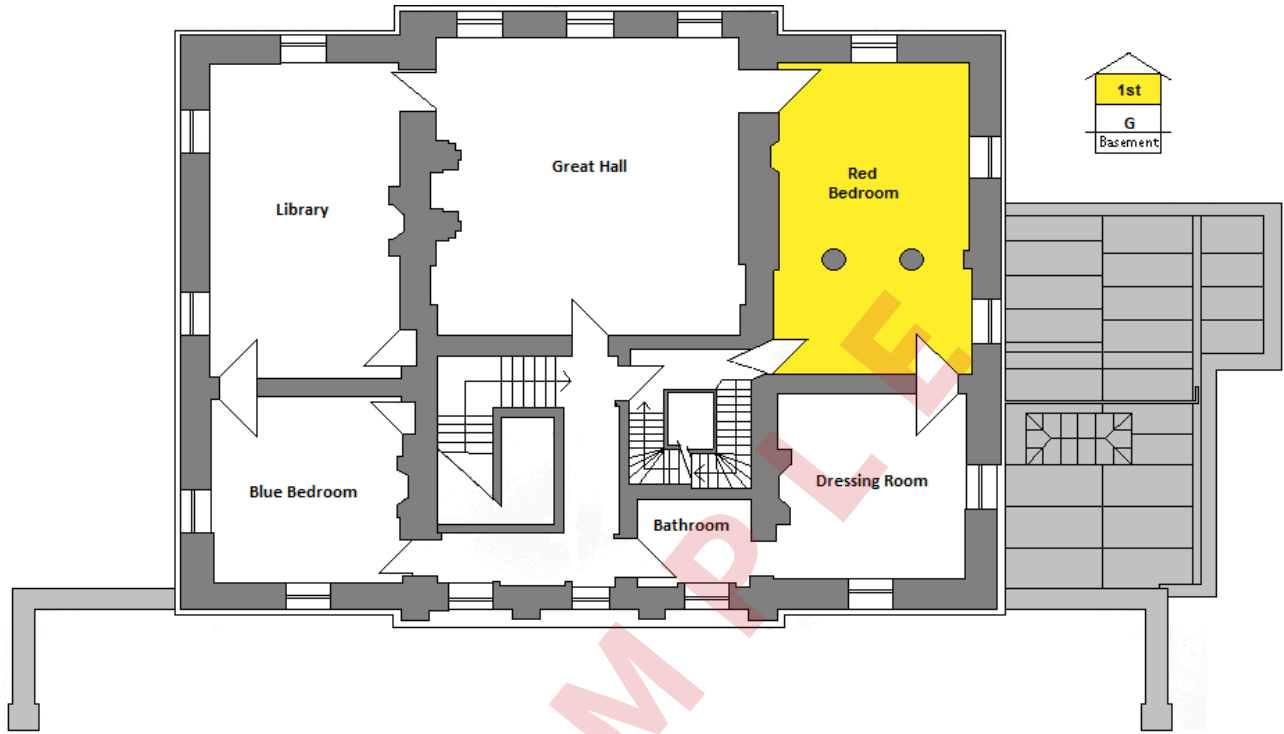 1st
G
Basement
Great Hall
Red
Bedroom
Library
Blue Bedroom
Dressing Room
Bathroom
MPLE